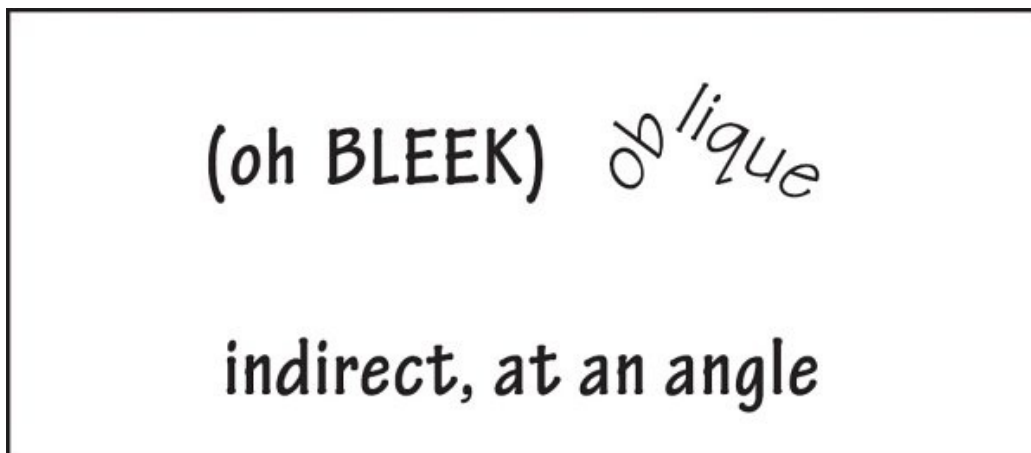 (oh BLEEK) oblique
indirect, at an angle